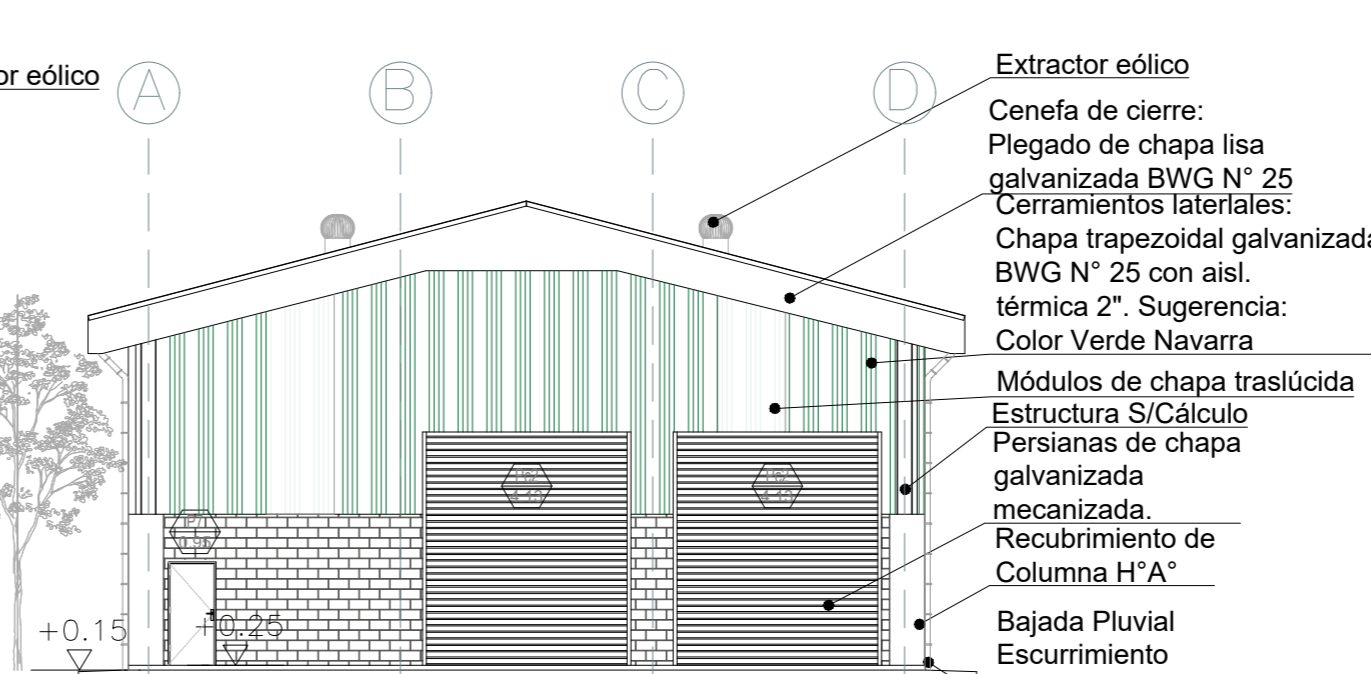 or eólico
A
B
C
D
Extractor eólico
Cenefa de cierre:
Plegado de chapa lisa
galvanizada BWG N° 25
Cerramientos laterlales:
Chapa trapezoidal galvanizada
BWG N° 25 con aisl.
térmica 2". Sugerencia:
Color Verde Navarra
Módulos de chapa traslúcida
Estructura S/Cálculo
Persianas de chapa
galvanizada
mecanizada.
Recubrimiento de
Columna H°A°
Bajada Pluvial
Escurrimiento
0.95
+0.15
+0.25